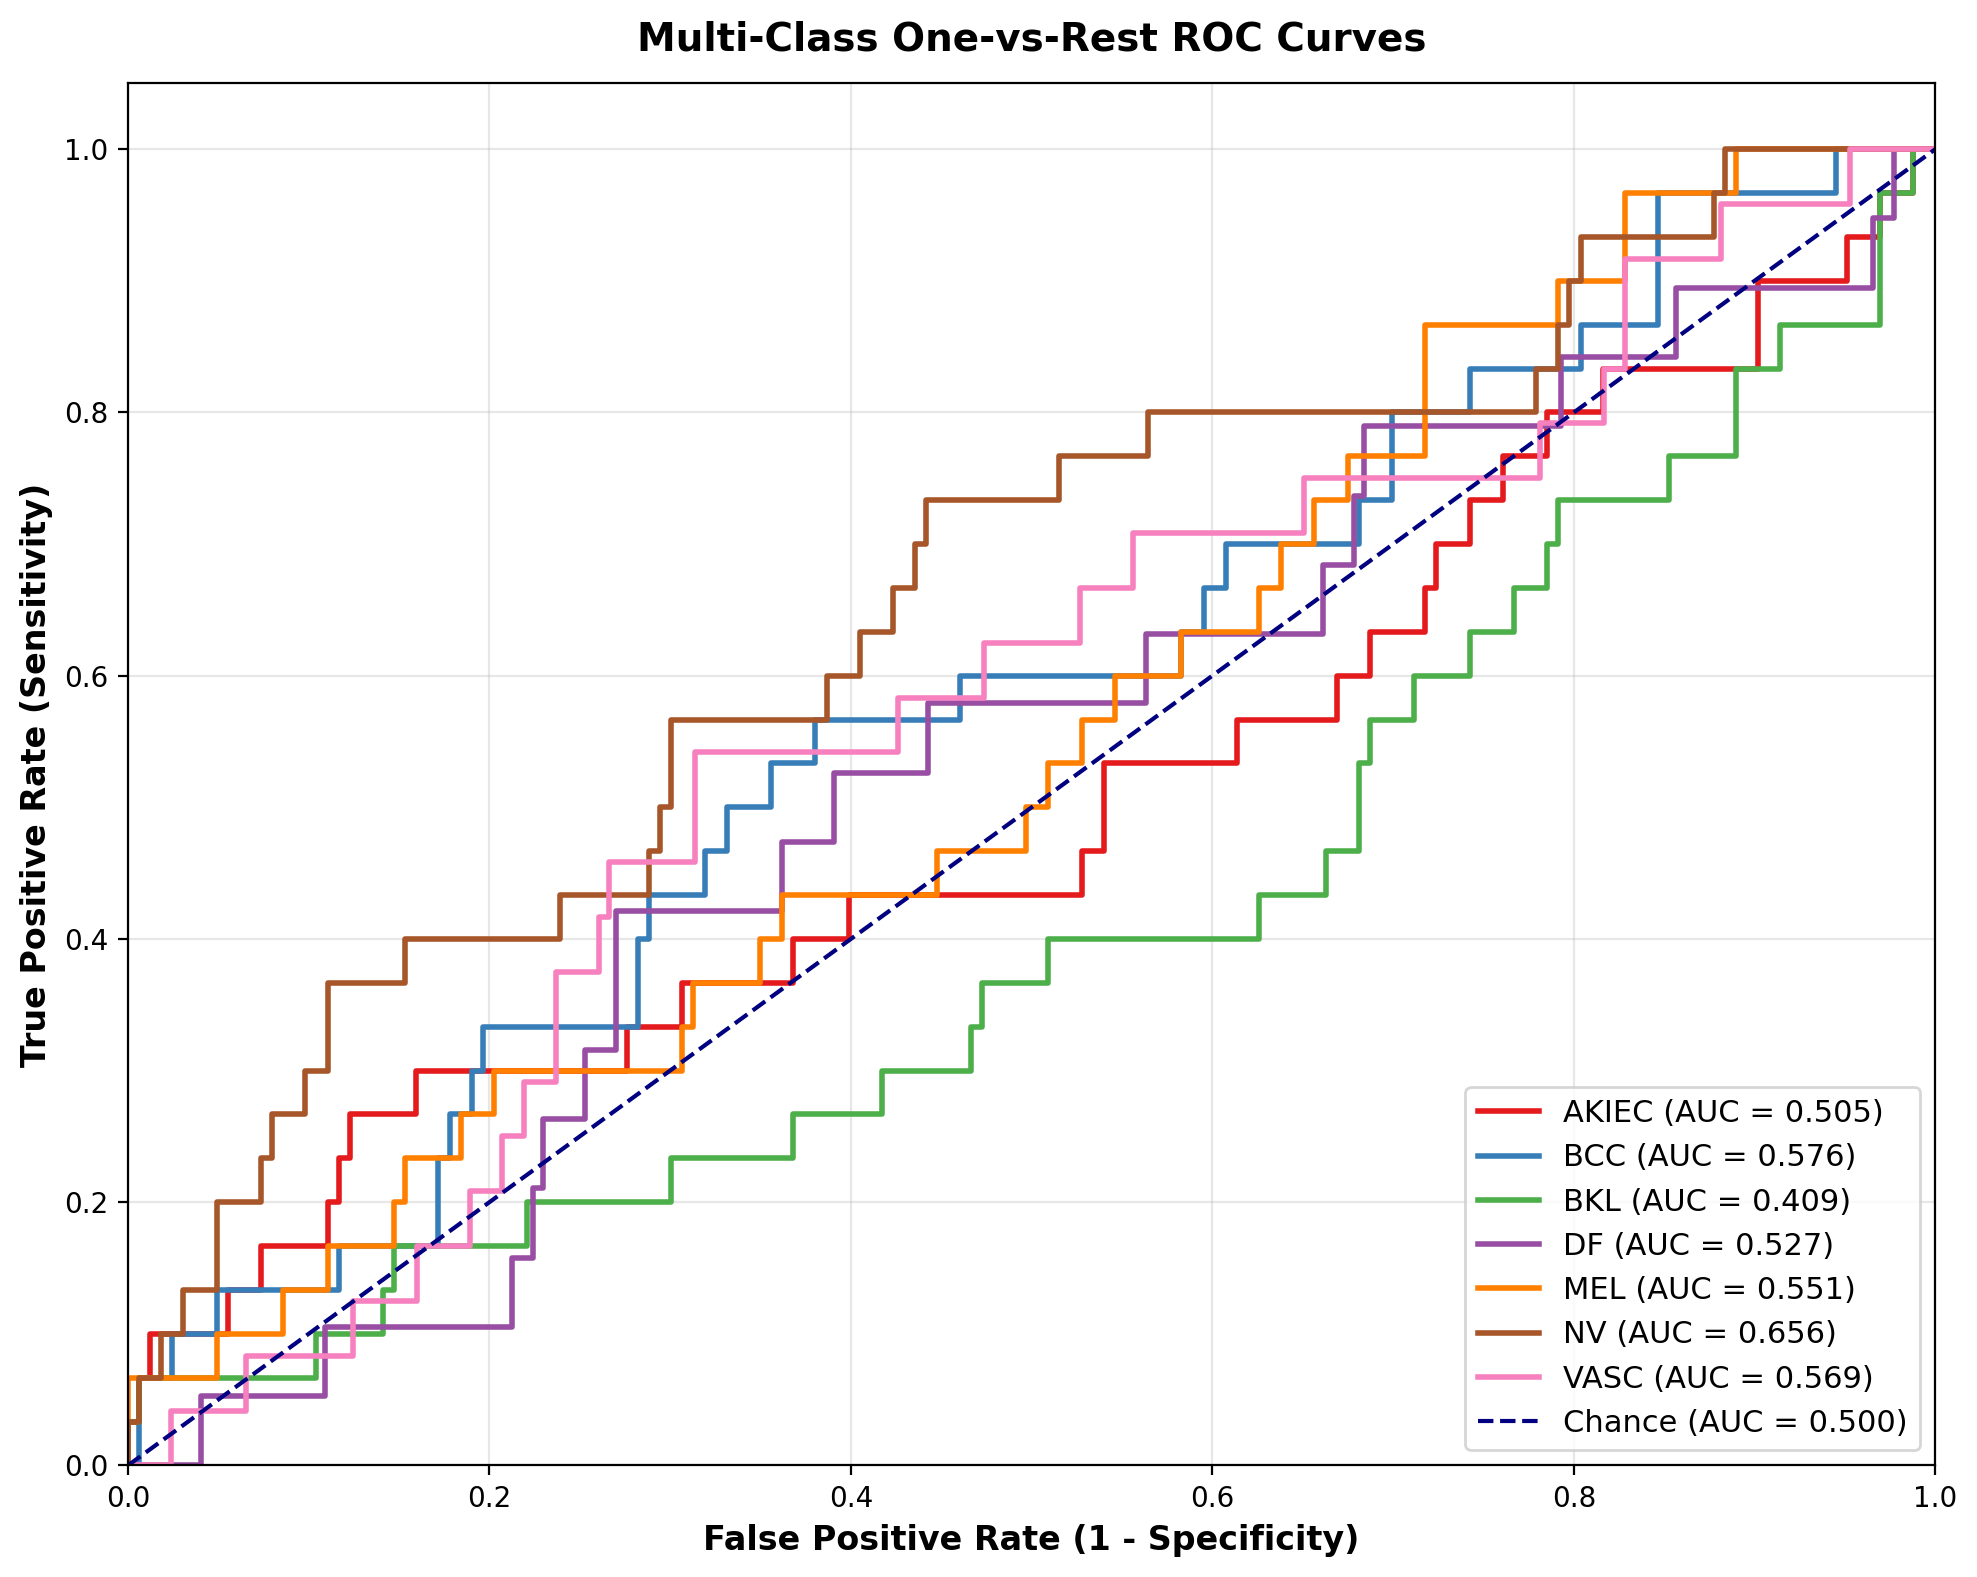 Multi-Class One-vs-Rest ROC Curves
True Positive Rate (Sensitivity)
1.0
0.8
0.6
0.4
0.2
0.0
0.0 0.2 0.4 0.6 0.8 1.0
False Positive Rate (1 - Specificity)
AKIEC (AUC = 0.505)
BCC (AUC = 0.576)
BKL (AUC = 0.409)
DF (AUC = 0.527)
MEL (AUC = 0.551)
NV (AUC = 0.656)
VASC (AUC = 0.569)
Chance (AUC = 0.500)